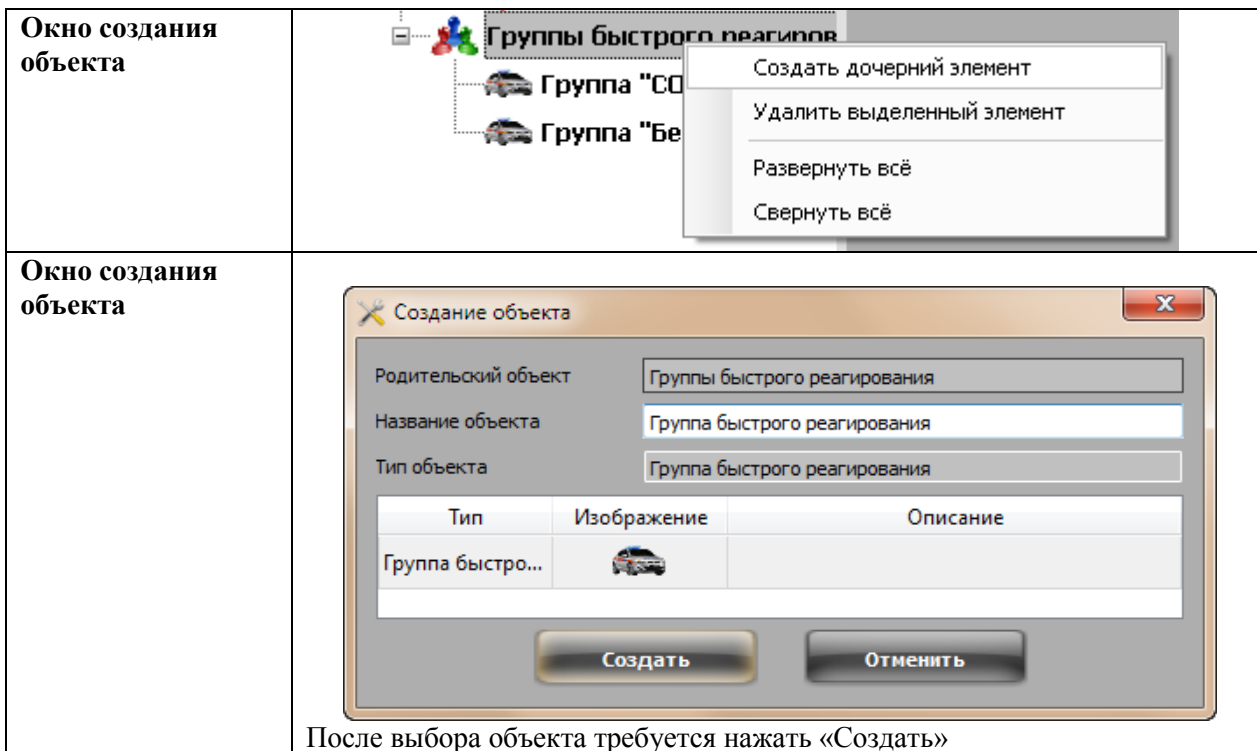 Окно создания
объекта
Группы быстрого реагиров
Группа "СО
Группа "Бе
Создать дочерний элемент
Удалить выделенный элемент
Развернуть всё
Свернуть всё
Окно создания
объекта
Создание объекта
Родительский объект Группы быстрого реагирования
Название объекта Группа быстрого реагирования
Тип объекта Группа быстрого реагирования
Тип Изображение Описание
Группа быстро...
Создать Отменить
После выбора объекта требуется нажать «Создать»